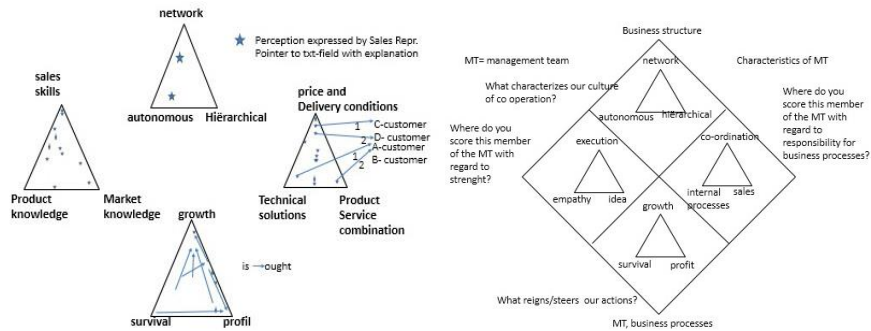 network
Perception expressed by Sales Repr.
Pointer to txt-field with explanation
sales
skills
autonomous
Hiërarchical
price and
Delivery conditions
C-customer
1
D- customer
2
A-customer
1
B- customer
2
Product
knowledge
Market
knowledge
Technical
solutions
Product
Service
combination
growth
is
ought
survival
profil
Business structure
MT= management team
Characteristics of MT
network
What characterizes our culture
of co operation?
Where do you
score this member
of the MT with
regard to
responsibility for
business processes?
autonomous
hiërarchical
Where do you
score this member
of the MT with
regard to
strenght?
execution
co-ordination
empathy
idea
internal
processes
sales
growth
survival
profit
What reigns/steers our actions?
MT, business processes